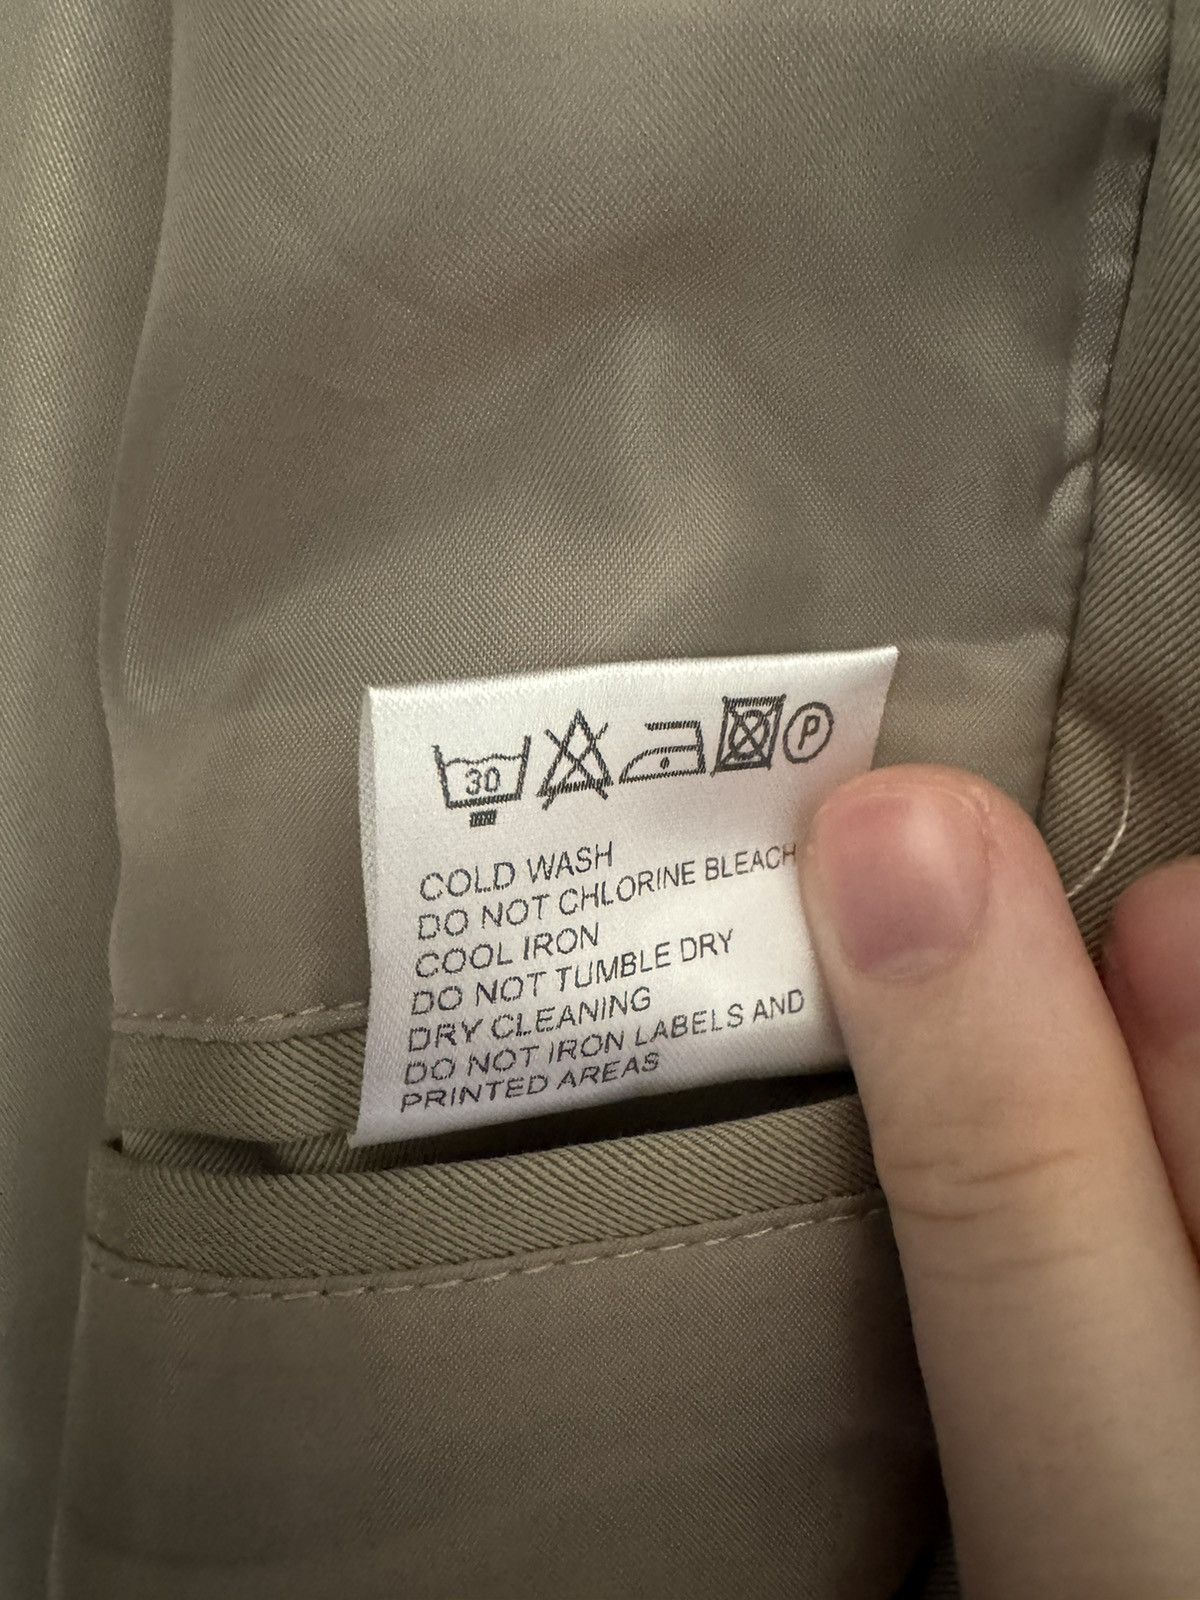 30 P
COLD WASH
DO NOT CHLORINE BLEACH
COOL IRON
DO NOT TUMBLE DRY
DRY CLEANING
DO NOT IRON LABELS AND
PRINTED AREAS